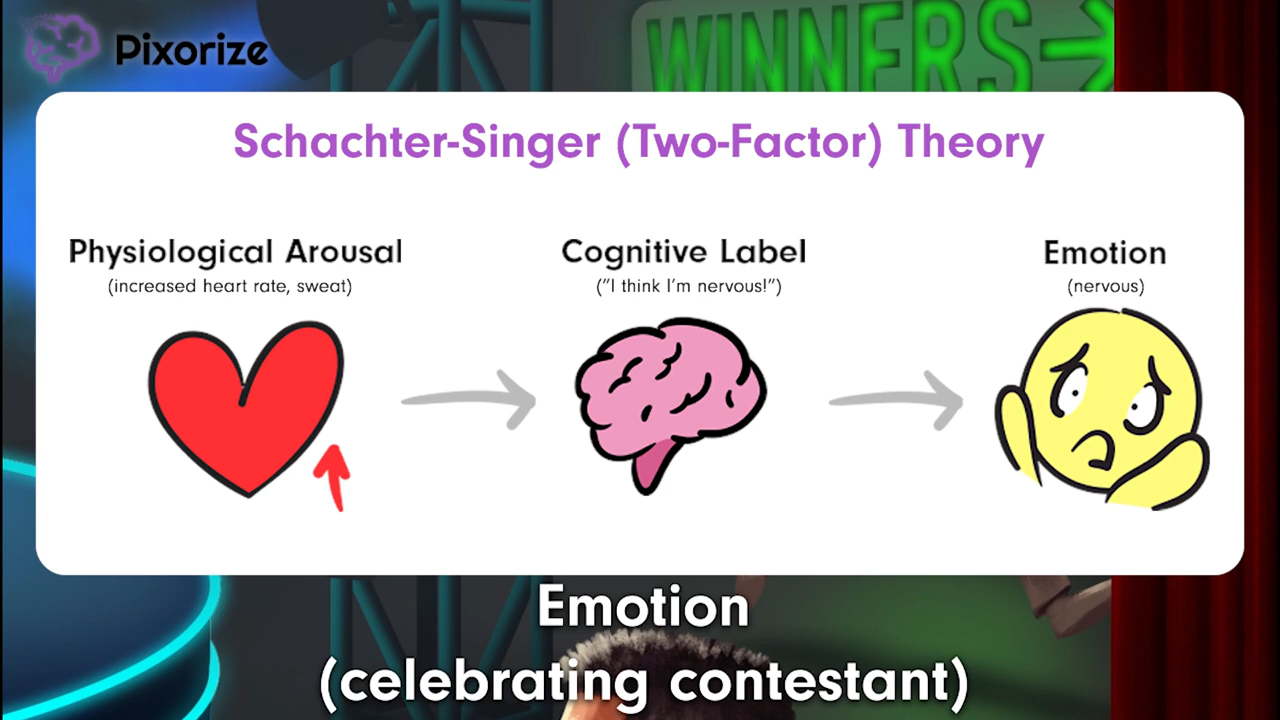 Pixorize
WINNERS
Schachter-Singer (Two-Factor) Theory
Physiological Arousal
(increased heart rate, sweat)
Cognitive Label
("I think I'm nervous!")
Emotion
(nervous)
Emotion
(celebrating contestant)